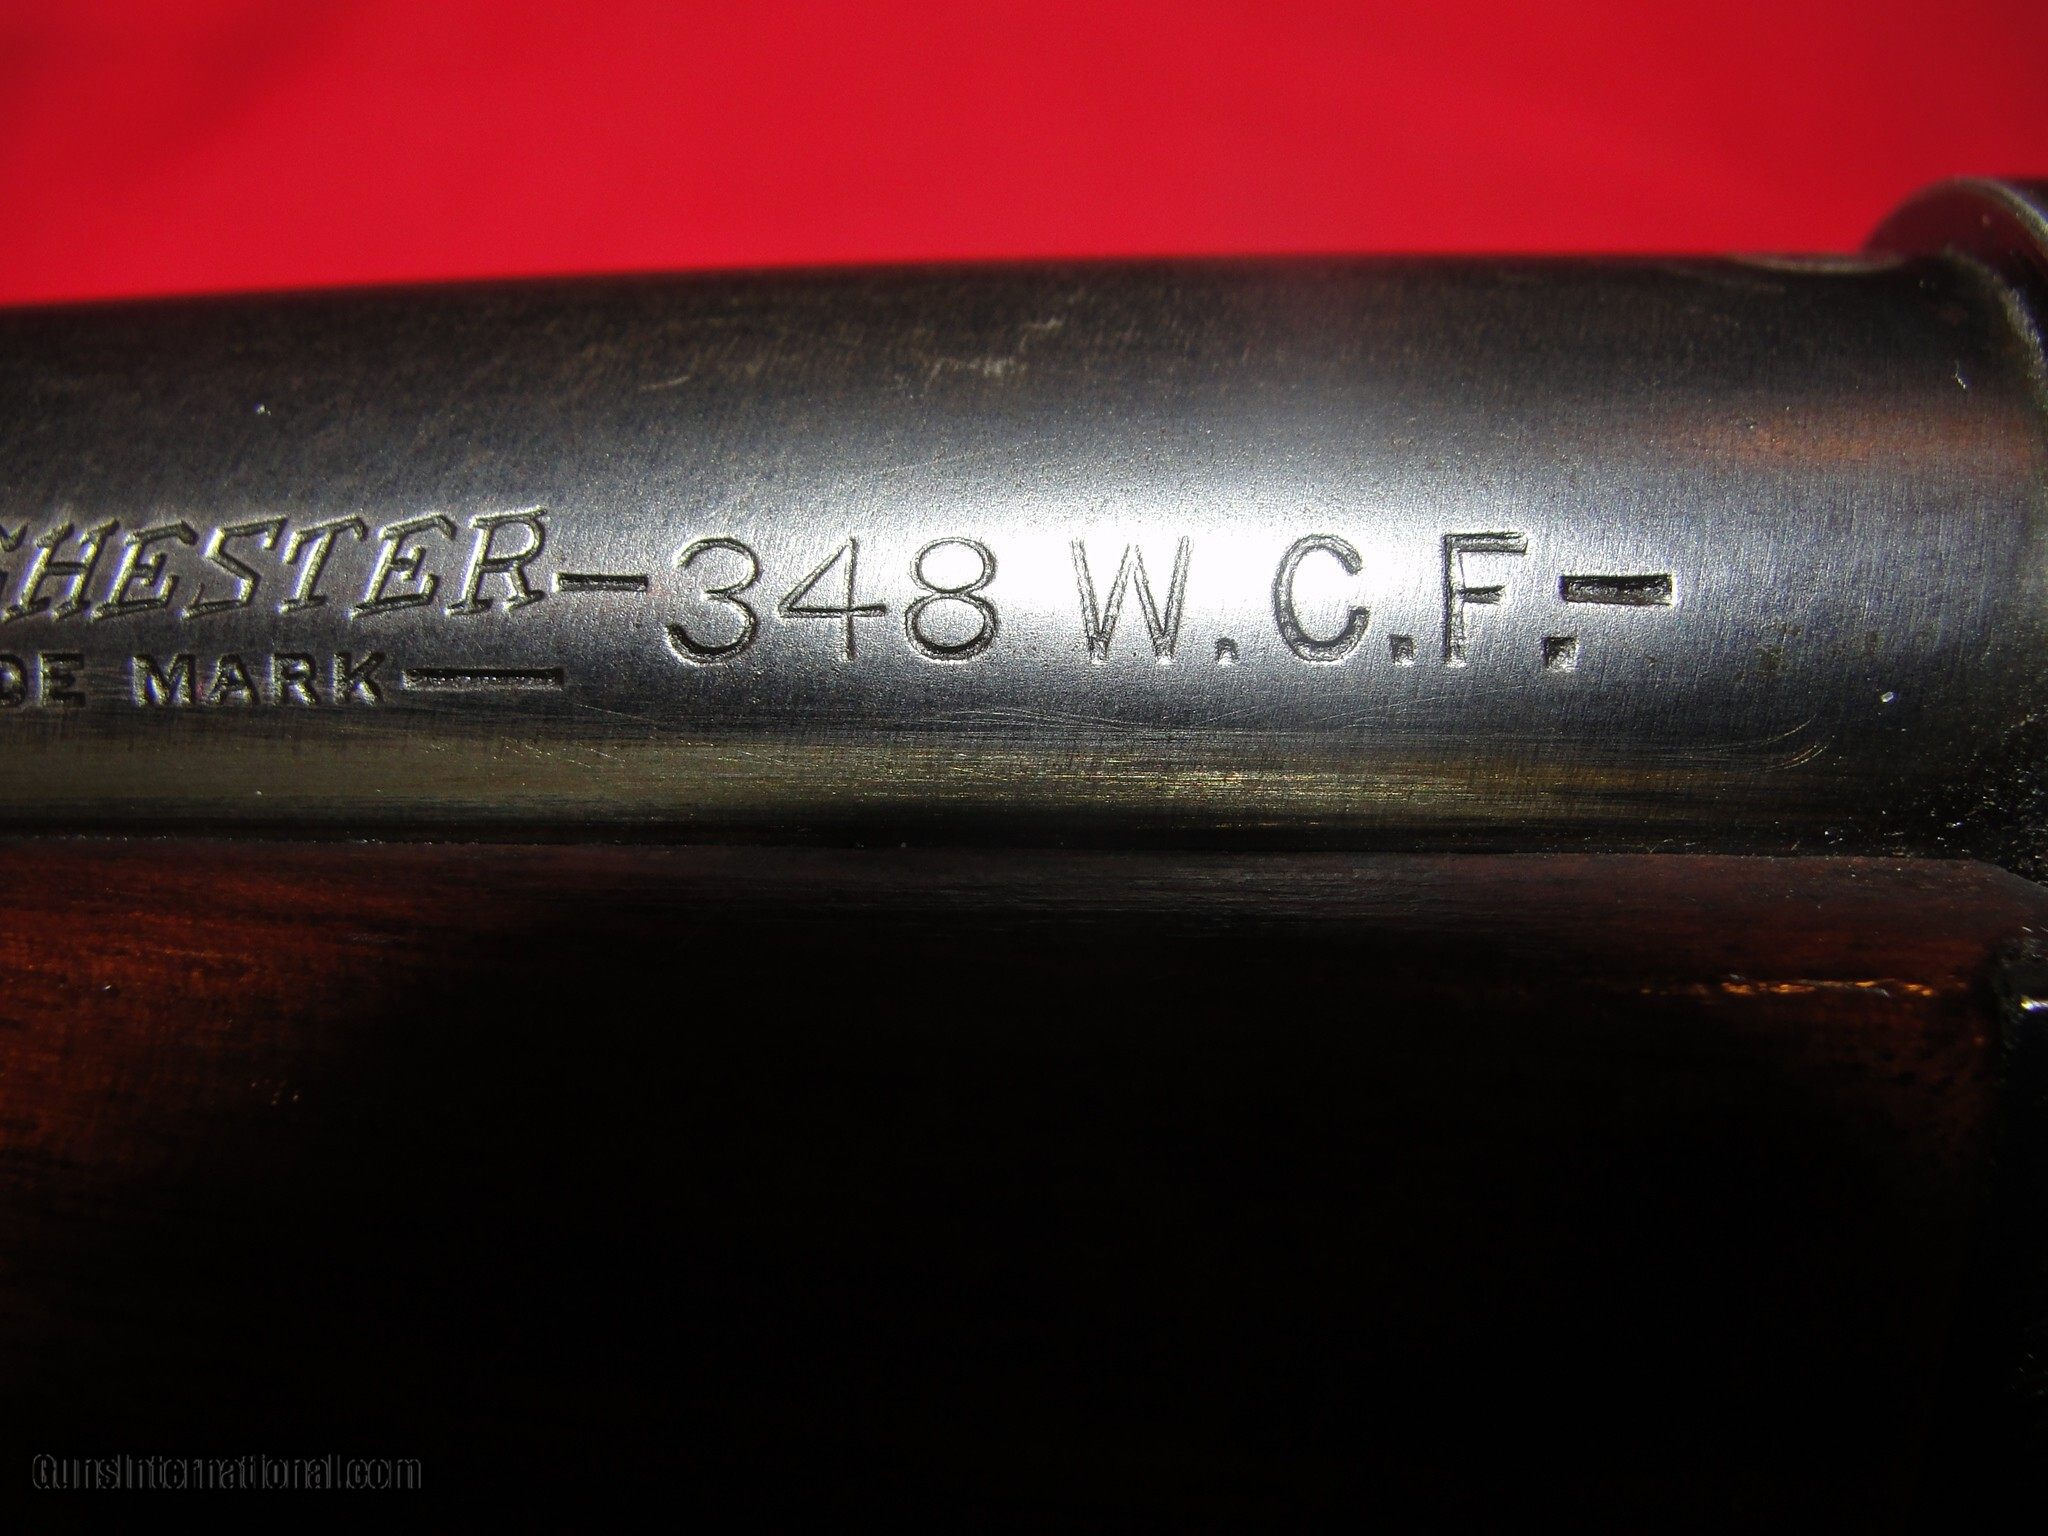 CHESTER-348 W.C.F.-
DE MARK—
GunsInternational.com